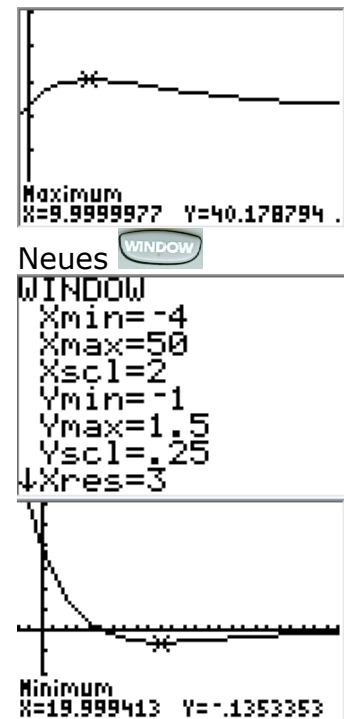 Maximum
X=9.9999977 Y=40.178794 .
Neues WINDOW
WINDOW
Xmin=-4
Xmax=50
Xscl=2
Ymin=-1
Ymax=1.5
Yscl=.25
↓Xres=3
Minimum
X=19.999413 Y=-.1353353